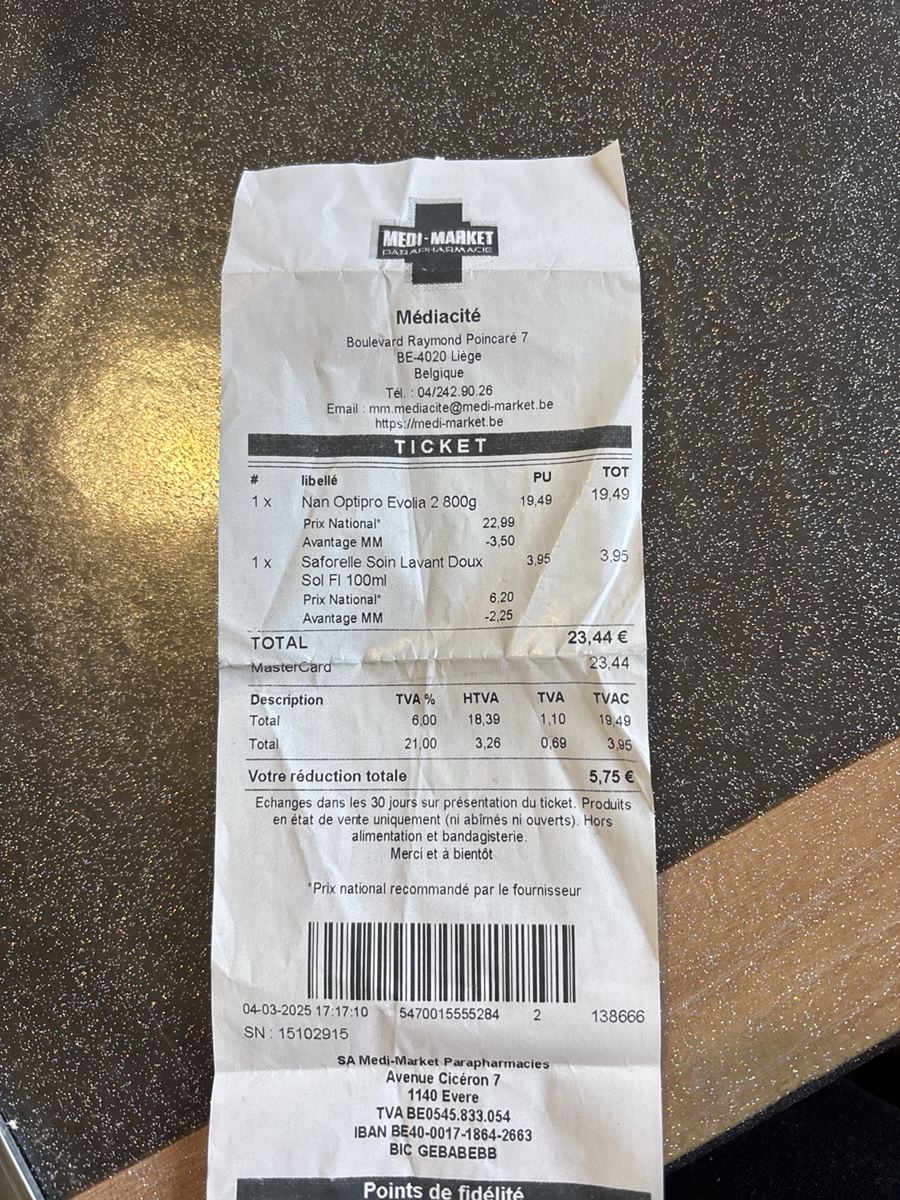 MEDI-MARKET
PARAPHARMACIE
Médiacité
Boulevard Raymond Poincaré 7
BE-4020 Liège
Belgique
Tél. : 04/242.90.26
Email : mm.mediacite@medi-market.be
https://medi-market.be
TICKET
# libellé PU TOT
1 x Nan Optipro Evolia 2 800g 19,49 19,49
Prix National* 22,99
Avantage MM -3,50
1 x Saforelle Soin Lavant Doux 3,95 3,95
Sol Fl 100ml
Prix National* 6,20
Avantage MM -2,25
TOTAL 23,44 €
MasterCard 23,44
Description TVA % HTVA TVA TVAC
Total 6,00 18,39 1,10 19,49
Total 21,00 3,26 0,69 3,95
Votre réduction totale 5,75 €
Echanges dans les 30 jours sur présentation du ticket. Produits
en état de vente uniquement (ni abîmés ni ouverts). Hors
alimentation et bandagisterie.
Merci et à bientôt
*Prix national recommandé par le fournisseur
04-03-2025 17:17:10 5470015555284 2 138666
SN : 15102915
SA Medi-Market Parapharmacies
Avenue Cicéron 7
1140 Evere
TVA BE0545.833.054
IBAN BE40-0017-1864-2663
BIC GEBABEBB
Points de fidélité